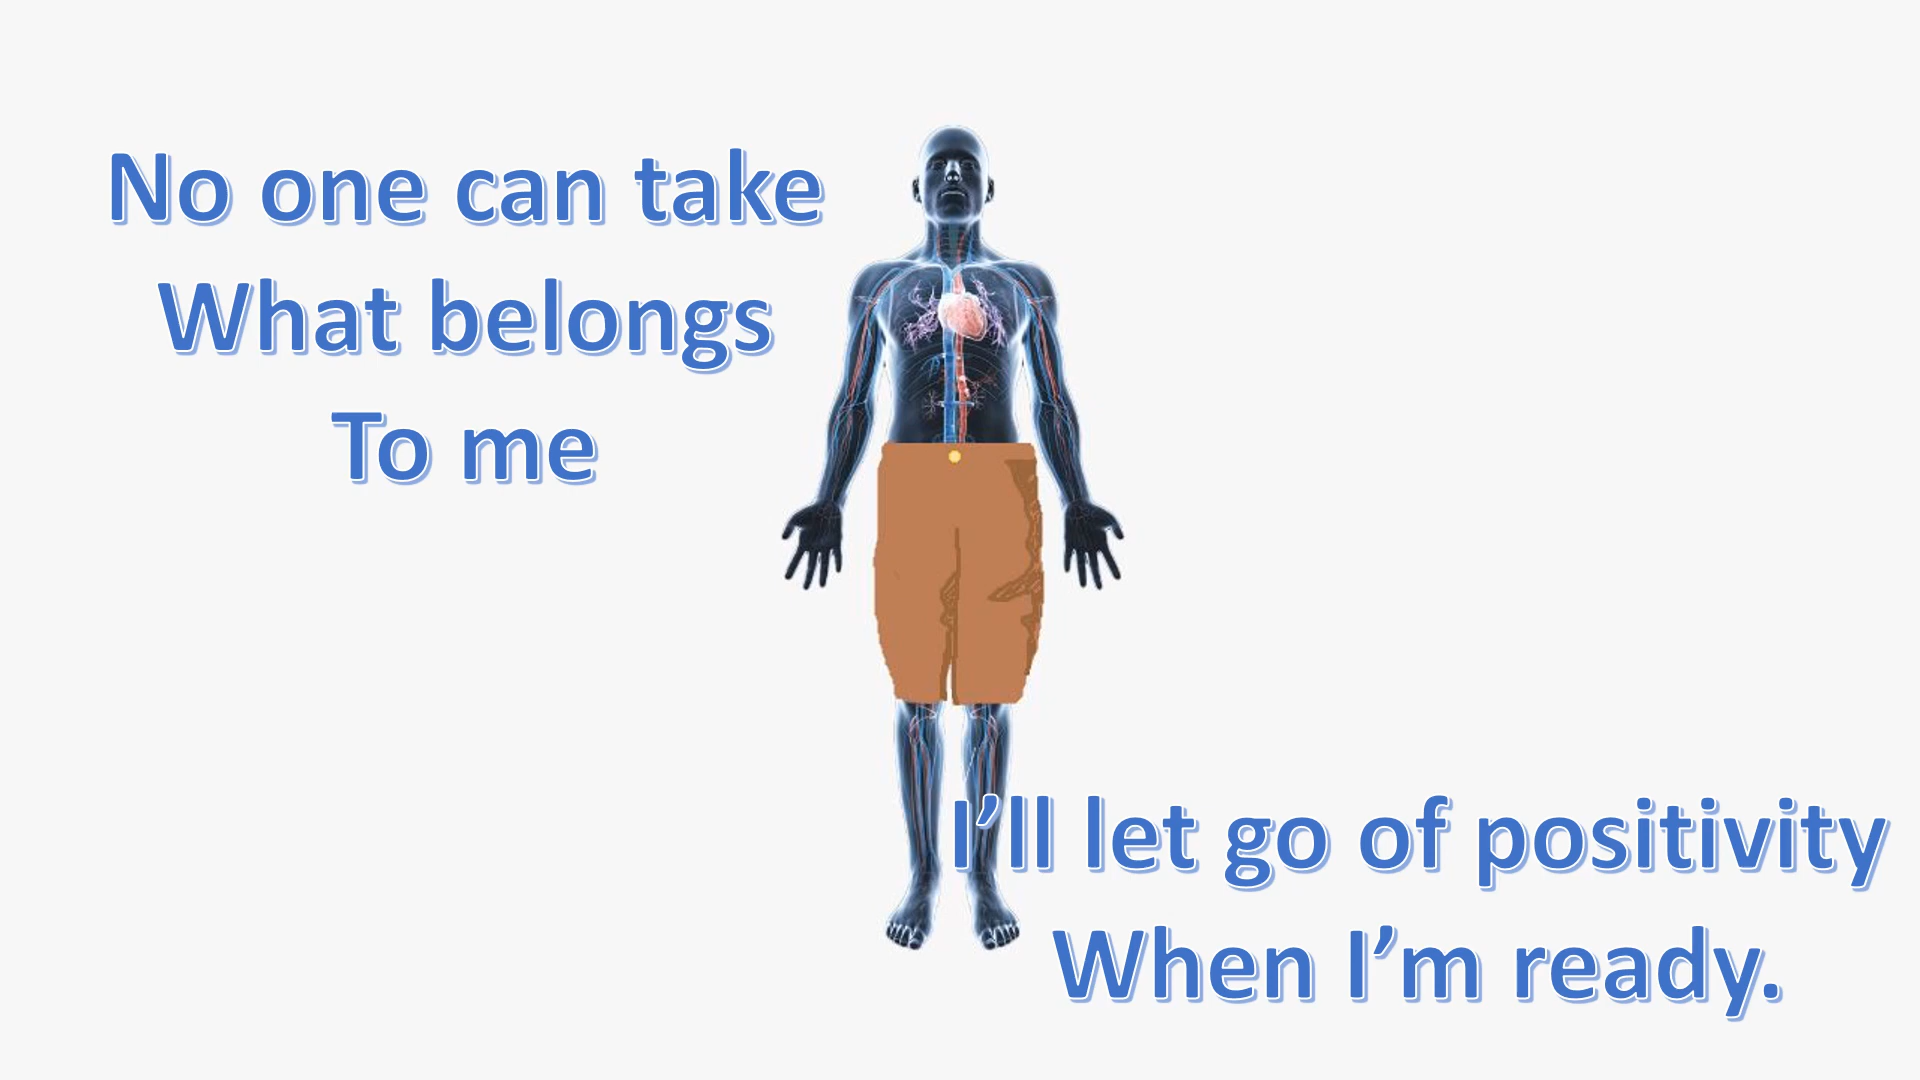 No one can take
What belongs
To me
I’ll let go of positivity
When I’m ready.